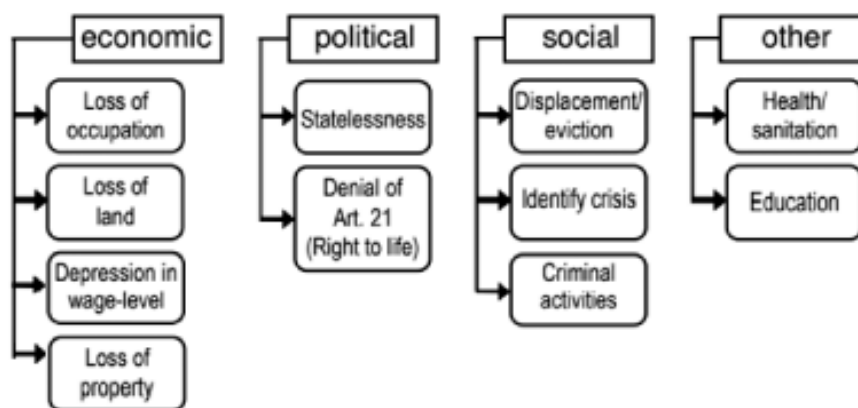 economic
Loss of
occupation
Loss of
land
Depression in
wage-level
Loss of
property
political
Statelessness
Denial of
Art. 21
(Right to life)
social
Displacement/
eviction
Identify crisis
Criminal
activities
other
Health/
sanitation
Education